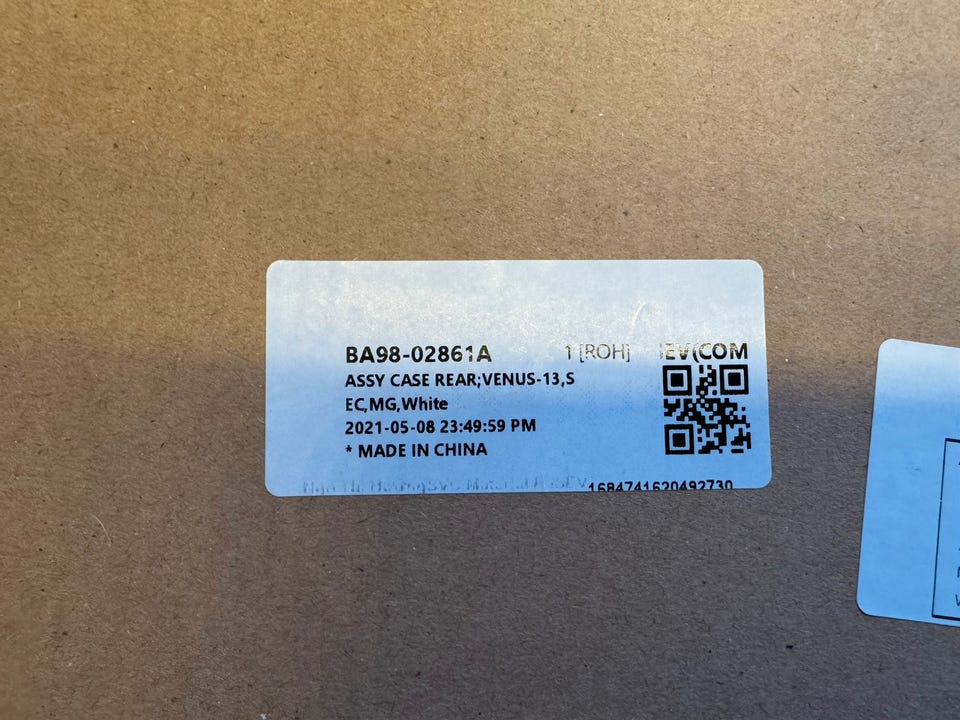 BA98-02861A 1 [ROH] EV(COM
ASSY CASE REAR;VENUS-13,S
EC,MG,White
2021-05-08 23:49:59 PM
* MADE IN CHINA
1684741620492730